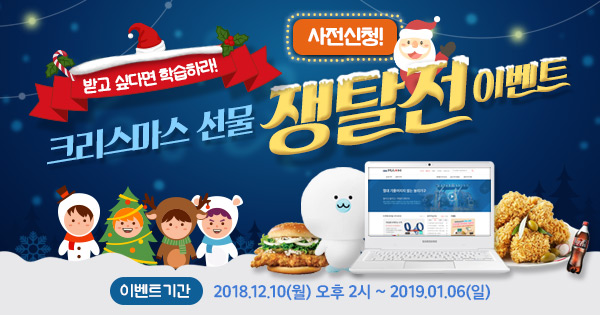 사전신청!
받고 싶다면 학습하라!
크리스마스 선물 쟁탈전 이벤트
이벤트기간 2018.12.10(월) 오후 2시 ~ 2019.01.06(일)